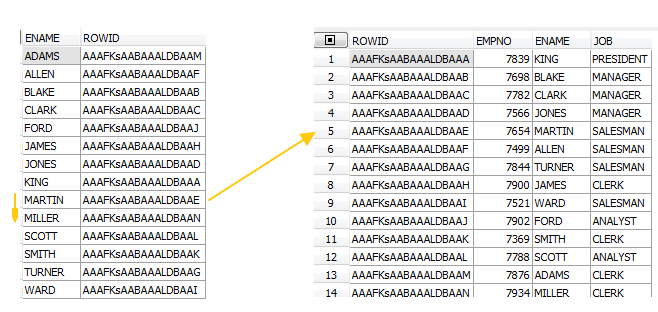 ENAME ROWID
ADAMS AAAFKsAABAAALDBAAM
ALLEN AAAFKsAABAAALDBAAF
BLAKE AAAFKsAABAAALDBAAB
CLARK AAAFKsAABAAALDBAAC
FORD AAAFKsAABAAALDBAAJ
JAMES AAAFKsAABAAALDBAAH
JONES AAAFKsAABAAALDBAAD
KING AAAFKsAABAAALDBAAA
MARTIN AAAFKsAABAAALDBAAE
MILLER AAAFKsAABAAALDBAAN
SCOTT AAAFKsAABAAALDBAAL
SMITH AAAFKsAABAAALDBAAK
TURNER AAAFKsAABAAALDBAAG
WARD AAAFKsAABAAALDBAAI
ROWID EMPNO ENAME JOB
1 AAAFKsAABAAALDBAAA 7839 KING PRESIDENT
2 AAAFKsAABAAALDBAAB 7698 BLAKE MANAGER
3 AAAFKsAABAAALDBAAC 7782 CLARK MANAGER
4 AAAFKsAABAAALDBAAD 7566 JONES MANAGER
5 AAAFKsAABAAALDBAAE 7654 MARTIN SALESMAN
6 AAAFKsAABAAALDBAAF 7499 ALLEN SALESMAN
7 AAAFKsAABAAALDBAAG 7844 TURNER SALESMAN
8 AAAFKsAABAAALDBAAH 7900 JAMES CLERK
9 AAAFKsAABAAALDBAAI 7521 WARD SALESMAN
10 AAAFKsAABAAALDBAAJ 7902 FORD ANALYST
11 AAAFKsAABAAALDBAAK 7369 SMITH CLERK
12 AAAFKsAABAAALDBAAL 7788 SCOTT ANALYST
13 AAAFKsAABAAALDBAAM 7876 ADAMS CLERK
14 AAAFKsAABAAALDBAAN 7934 MILLER CLERK